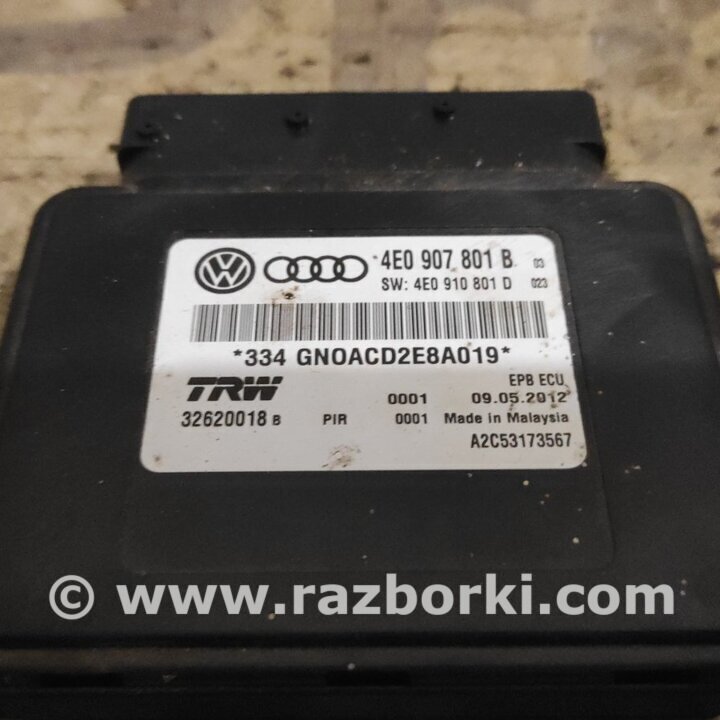 4E0 907 801 B 03
SW: 4E0 910 801 D 023
*334 GN0ACD2E8A019*
TRW
EPB ECU
0001 09.05.2012
32620018 B PIR 0001 Made in Malaysia
A2C53173567
© www.razborki.com